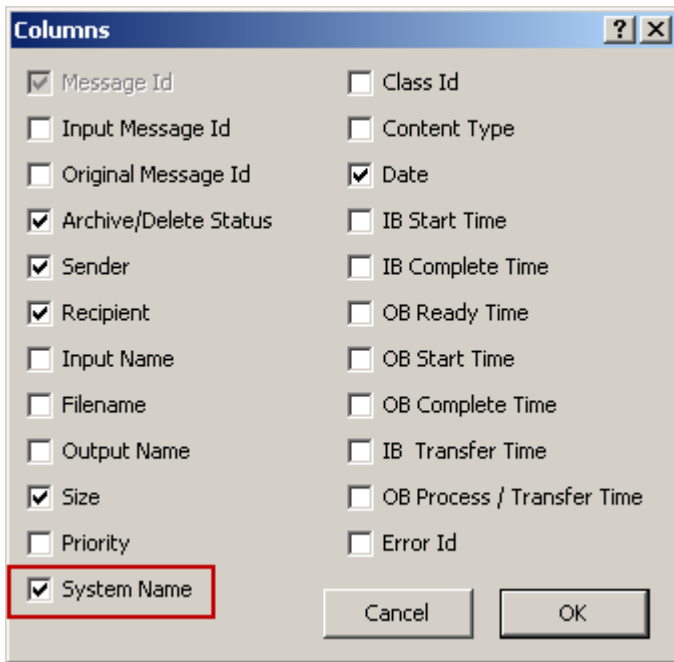 Columns
Message Id
Input Message Id
Original Message Id
Archive/Delete Status
Sender
Recipient
Input Name
Filename
Output Name
Size
Priority
System Name
Class Id
Content Type
Date
IB Start Time
IB Complete Time
OB Ready Time
OB Start Time
OB Complete Time
IB  Transfer Time
OB Process / Transfer Time
Error Id
Cancel
OK